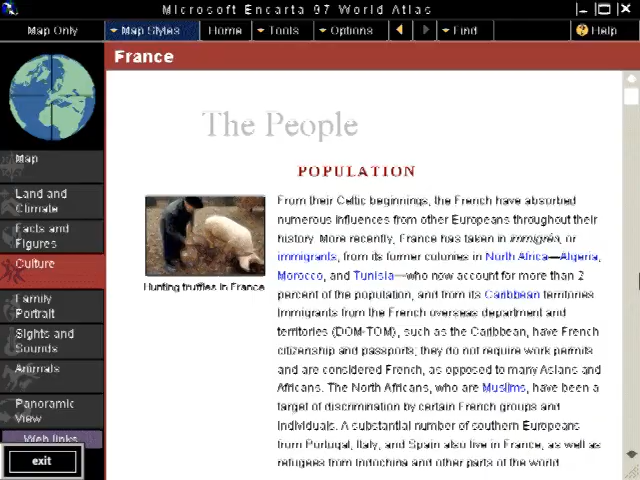 Microsoft Encarta 97 World Atlas
Map Only
Map Styles
Home
Tools
Options
Find
Help
France
Map
Land and
Climate
Facts and
Figures
Culture
Family
Portrait
Sights and
Sounds
Animals
Panoramic
View
Web links
exit
The People
POPULATION
Hunting truffles in France
From their Celtic beginnings, the French have absorbed
numerous influences from other Europeans throughout their
history. More recently, France has taken in immigrés, or
immigrants, from its former colonies in North Africa—Algeria,
Morocco, and Tunisia—who now account for more than 2
percent of the population, and from its Caribbean territories.
Immigrants from the French overseas department and
territories (DOM-TOM), such as the Caribbean, have French
citizenship and passports; they do not require work permits
and are considered French, as opposed to many Asians and
Africans. The North Africans, who are Muslims, have been a
target of discrimination by certain French groups and
individuals. A substantial number of southern Europeans
from Portugal, Italy, and Spain also live in France, as well as
refugees from Indochina and other parts of the world.